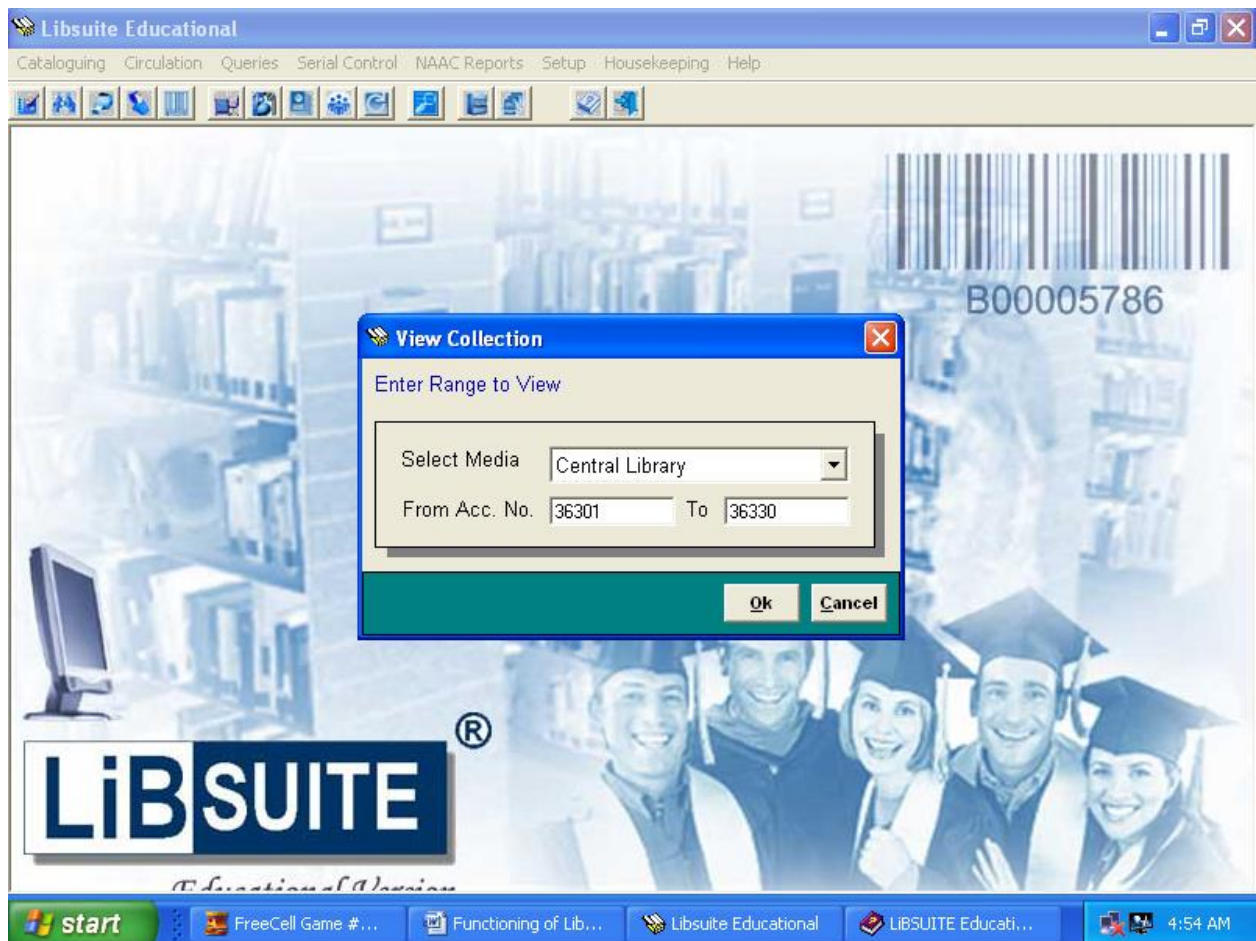 Libsuite Educational
Cataloguing Circulation Queries Serial Control NAAC Reports Setup Housekeeping Help
B00005786
View Collection
Enter Range to View
Select Media Central Library
From Acc. No. 36301 To 36330
Ok Cancel
LiBSUITE ®
Educational Version
start FreeCell Game #... Functioning of Lib... Libsuite Educational LiBSUITE Educati... 4:54 AM